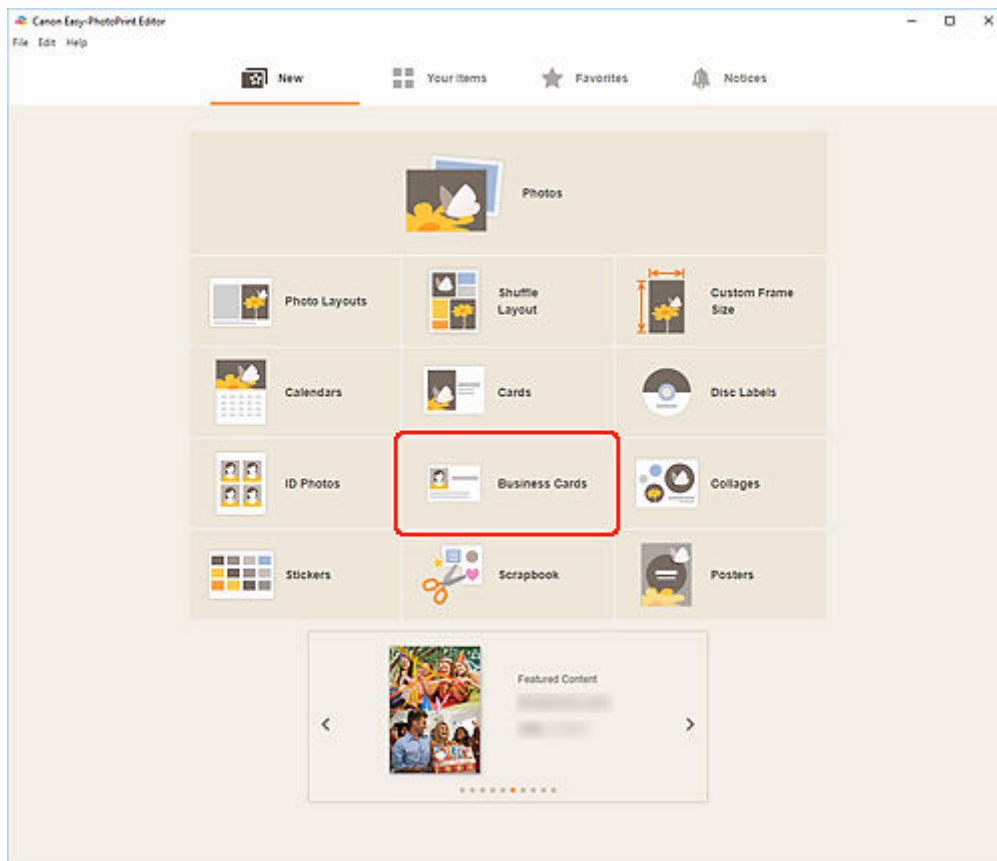 Canon Easy-PhotoPrint Editor
File Edit Help
New
Your Items
Favorites
Notices
Photos
Photo Layouts
Shuffle
Layout
Custom Frame
Size
Calendars
Cards
Disc Labels
ID Photos
Business Cards
Collages
Stickers
Scrapbook
Posters
Featured Content